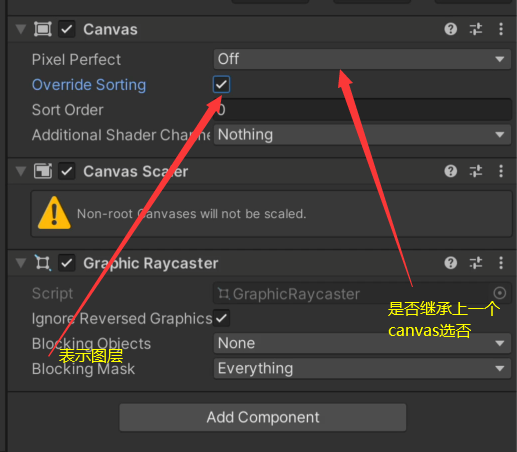 Canvas
Pixel Perfect Off
Override Sorting
Sort Order 0
Additional Shader Channe Nothing
Canvas Scaler
Non-root Canvases will not be scaled.
Graphic Raycaster
Script GraphicRaycaster
是否继承上一个
canvas选否
Ignore Reversed Graphics
Blocking Objects None
表示图层
Blocking Mask Everything
Add Component